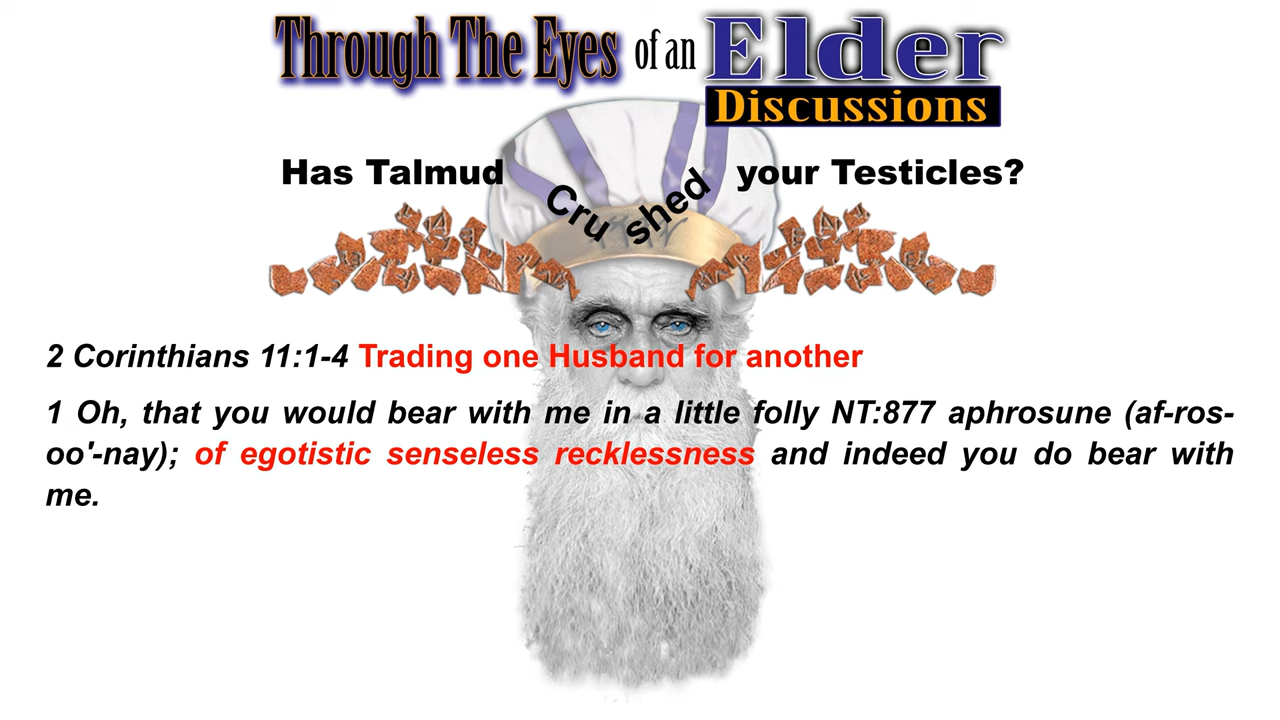 Through The Eyes of an Elder
Discussions
Has Talmud Crushed your Testicles?
2 Corinthians 11:1-4 Trading one Husband for another
1 Oh, that you would bear with me in a little folly NT:877 aphrosune (af-ros-
oo'-nay); of egotistic senseless recklessness and indeed you do bear with
me.